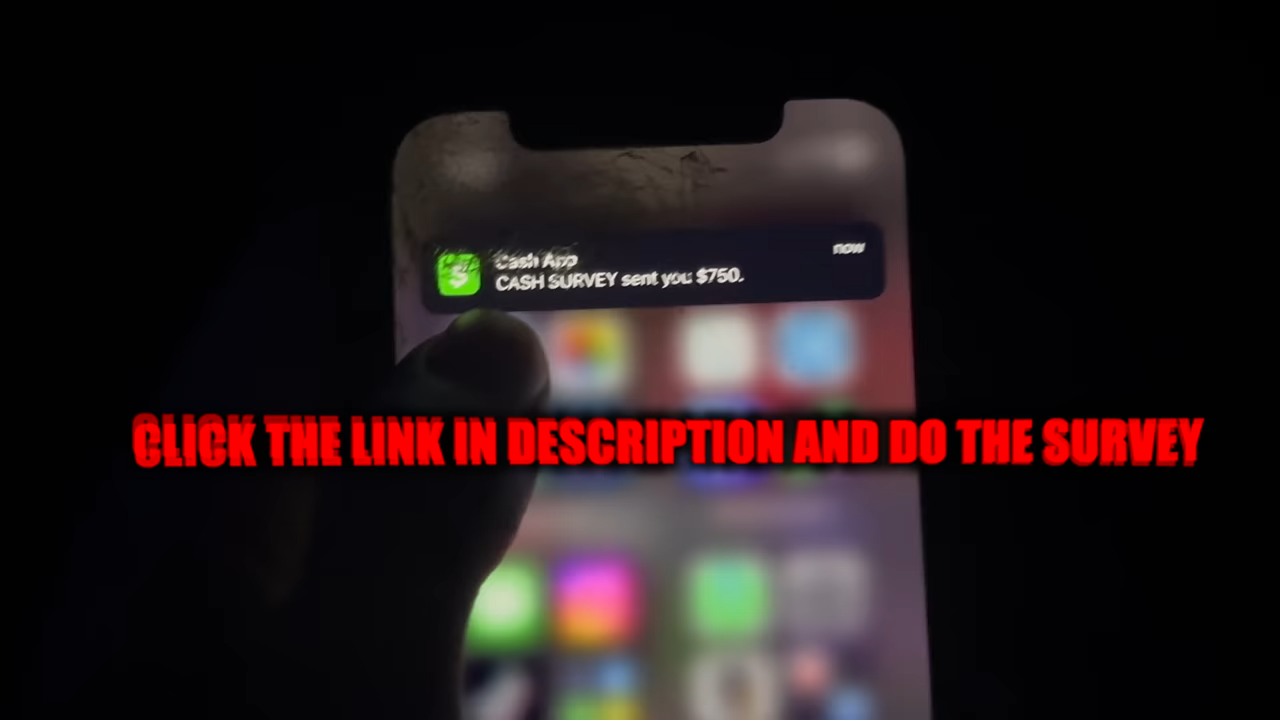 Cash App
now
CASH SURVEY sent you $750.
CLICK THE LINK IN DESCRIPTION AND DO THE SURVEY